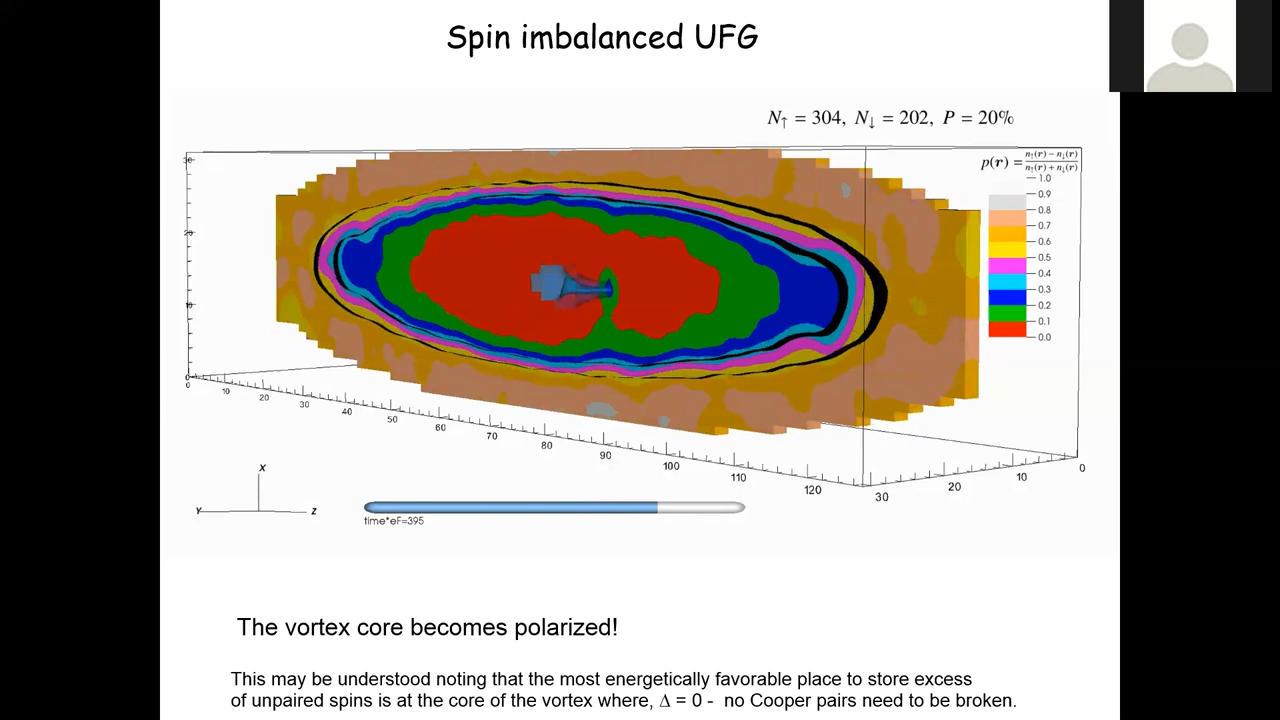 Spin imbalanced UFG
N↑ = 304, N↓ = 202, P = 20%
p(r) = n↑(r) − n↓(r) / n↑(r) + n↓(r)
1.0
0.9
0.8
0.7
0.6
0.5
0.4
0.3
0.2
0.1
0.0
30
20
10
0
0 10 20 30 40 50 60 70 80 90 100 110 120
30 20 10 0
X
Y Z
time*eF=395
The vortex core becomes polarized!
This may be understood noting that the most energetically favorable place to store excess
of unpaired spins is at the core of the vortex where, Δ = 0 - no Cooper pairs need to be broken.